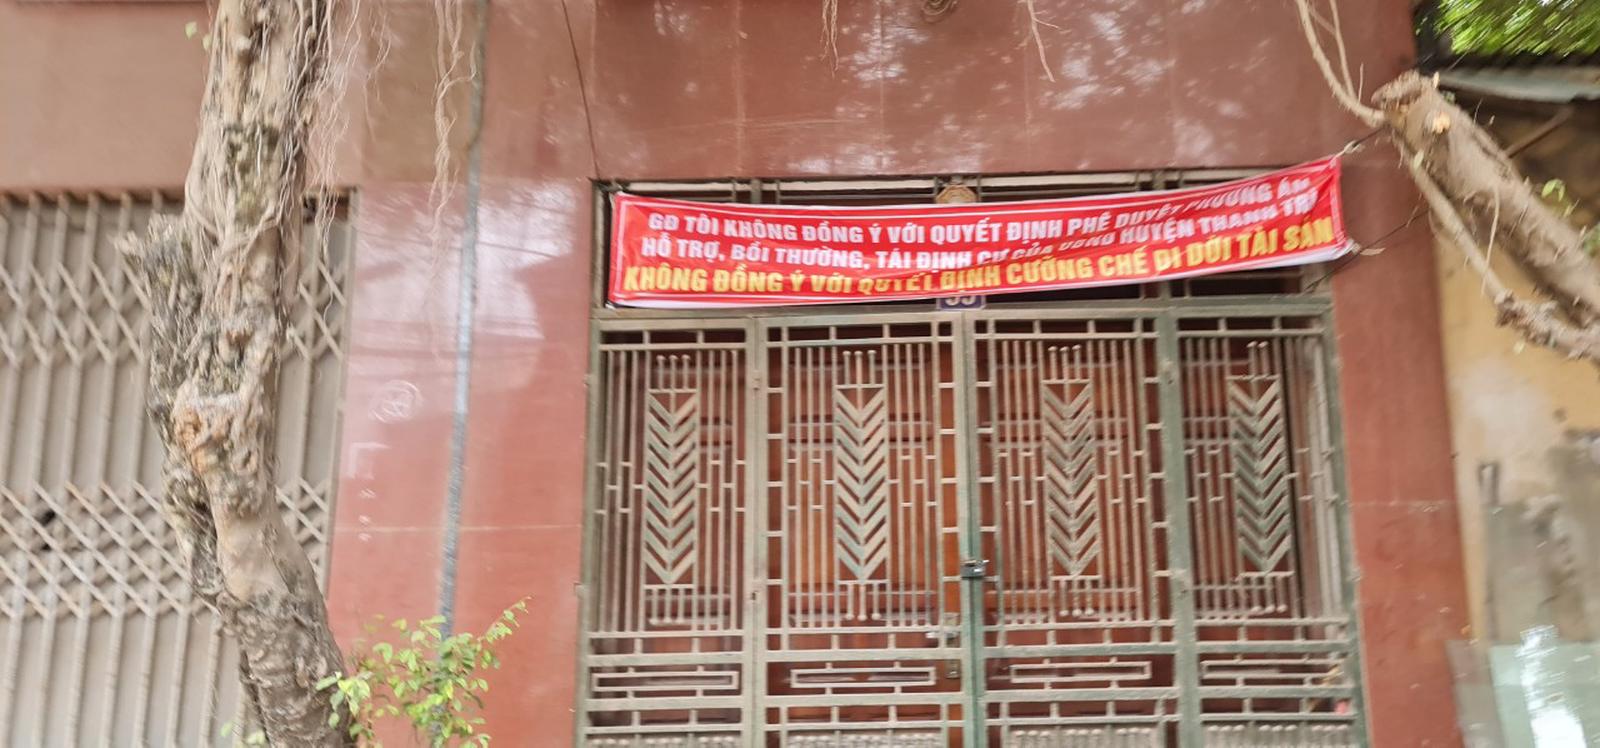 GĐ TÔI KHÔNG ĐỒNG Ý VỚI QUYẾT ĐỊNH PHÊ DUYỆT PHƯƠNG ÁN
HỖ TRỢ, BỒI THƯỜNG, TÁI ĐỊNH CƯ CỦA UBND HUYỆN THANH TRÌ
KHÔNG ĐỒNG Ý VỚI QUYẾT ĐỊNH CƯỠNG CHẾ DI DỜI TÀI SẢN